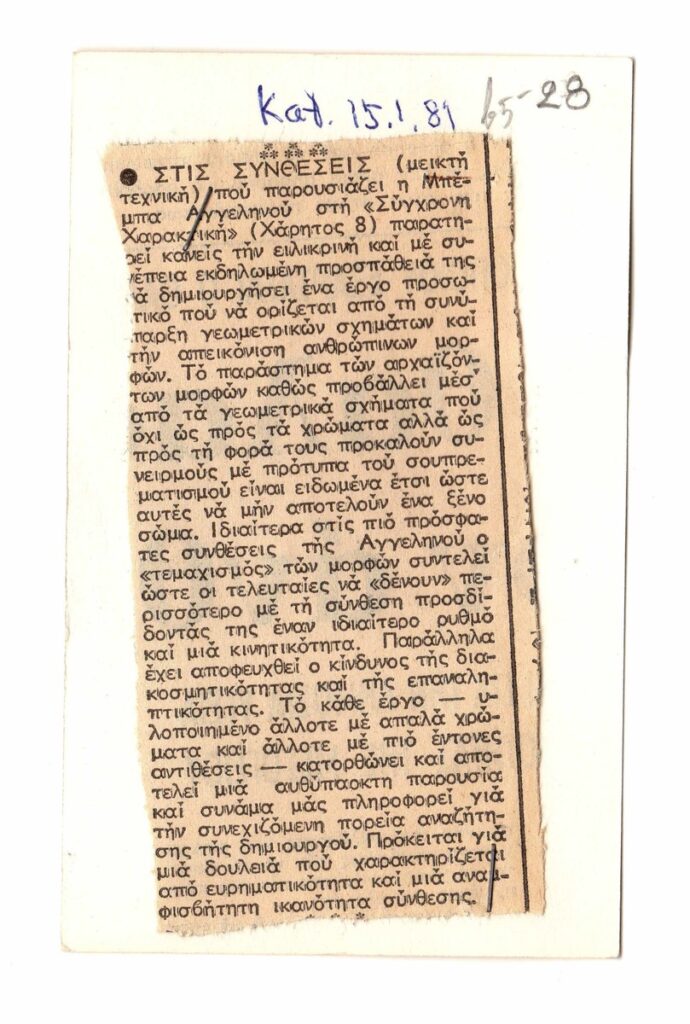 Καθ. 15.1.81 65-28
● ΣΤΙΣ ΣΥΝΘΕΣΕΙΣ (μεικτή
τεχνική) πού παρουσιάζει η Μπέ-
μπα Αγγεληνού στή «Σύγχρονη
Χαρακτική» (Χάρητος 8) παρατη-
ρεί κανείς τήν ειλικρινή καί μέ συ-
νέπεια εκδηλωμένη προσπάθειά της
νά δημιουργήσει ένα έργο προσω-
πικό πού νά ορίζεται από τή συνύ-
παρξη γεωμετρικών σχημάτων καί
τήν απεικόνιση ανθρώπινων μορ-
φών. Τό παράστημα τών αρχαϊζόν-
των μορφών καθώς προβάλλει μέσ'
από τά γεωμετρικά σχήματα πού
όχι ώς πρός τά χρώματα αλλά ώς
πρός τή φορά τους προκαλούν συ-
νειρμούς μέ πρότυπα τού σουπρε-
ματισμού είναι ειδωμένα έτσι ώστε
αυτές νά μήν αποτελούν ένα ξένο
σώμα. Ιδιαίτερα στίς πιό πρόσφα-
τες συνθέσεις τής Αγγεληνού ο
«τεμαχισμός» τών μορφών συντελεί
ώστε οι τελευταίες νά «δένουν» πε-
ρισσότερο μέ τή σύνθεση προσδί-
δοντάς της έναν ιδιαίτερο ρυθμό
καί μιά κινητικότητα. Παράλληλα
έχει αποφευχθεί ο κίνδυνος τής δια-
κοσμητικότητας καί τής επαναλη-
πτικότητας. Τό κάθε έργο — υ-
λοποιημένο άλλοτε μέ απαλά χρώ-
ματα καί άλλοτε μέ πιό έντονες
αντιθέσεις — κατορθώνει καί απο-
τελεί μιά αυθύπαρκτη παρουσία
καί συνάμα μάς πληροφορεί γιά
τήν συνεχιζόμενη πορεία αναζήτη-
σης τής δημιουργού. Πρόκειται γιά
μιά δουλειά πού χαρακτηρίζεται
από ευρηματικότητα καί μιά αναμ-
φισβήτητη ικανότητα σύνθεσης.